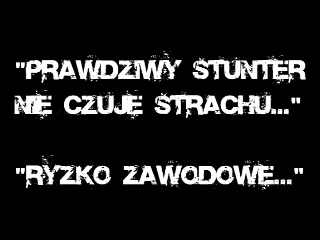 "PRAWDZIWY STUNTER
NIE CZUJE STRACHU..."
"RYZKO ZAWODOWE..."